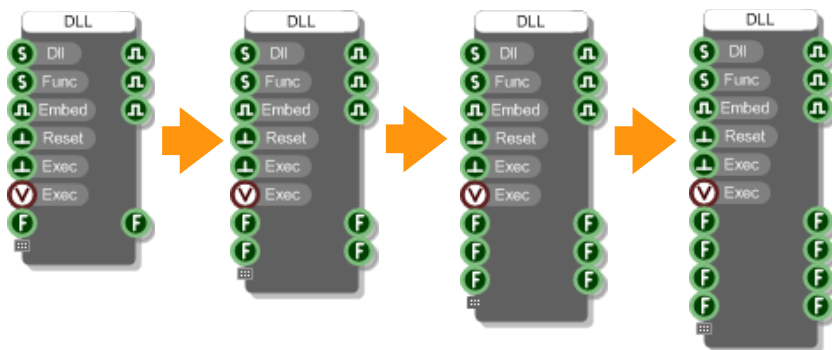 DLL
S Dll
S Func
Embed
Reset
Exec
V Exec
F F
DLL
S Dll
S Func
Embed
Reset
Exec
V Exec
F F
F F
DLL
S Dll
S Func
Embed
Reset
Exec
V Exec
F F
F F
F F
DLL
S Dll
S Func
Embed
Reset
Exec
V Exec
F F
F F
F F
F F